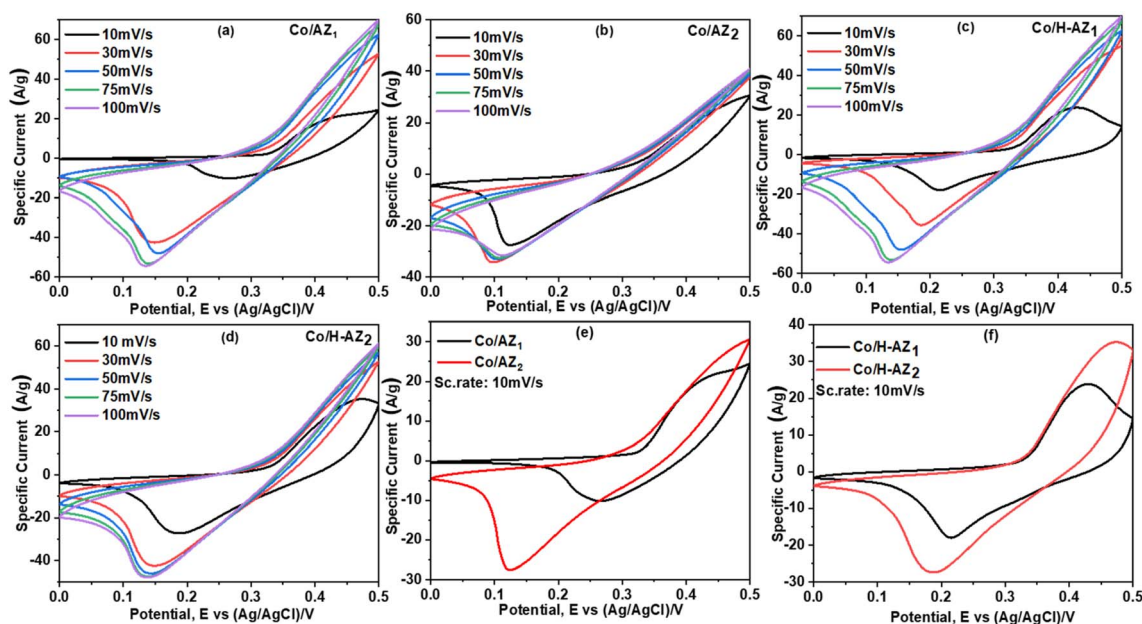 (a) Co/AZ₁
10mV/s
30mV/s
50mV/s
75mV/s
100mV/s
60
40
20
0
-20
-40
-60
Specific Current (A/g)
0.0 0.1 0.2 0.3 0.4 0.5
Potential, E vs (Ag/AgCl)/V
(b) Co/AZ2
10mV/s
30mV/s
50mV/s
75mV/s
100mV/s
60
40
20
0
-20
-40
Specific Current (A/g)
0.0 0.1 0.2 0.3 0.4 0.5
Potential, E vs (Ag/AgCl)/V
(c) Co/H-AZ1
10mV/s
30mV/s
50mV/s
75mV/s
100mV/s
60
40
20
0
-20
-40
-60
Specific Current (A/g)
0.0 0.1 0.2 0.3 0.4 0.5
Potential, E vs (Ag/AgCl)/V
(d) Co/H-AZ2
10 mV/s
30mV/s
50mV/s
75mV/s
100mV/s
60
40
20
0
-20
-40
Specific Current (A/g)
0.0 0.1 0.2 0.3 0.4 0.5
Potential, E vs (Ag/AgCl)/V
(e)
Co/AZ₁
Co/AZ₂
Sc.rate: 10mV/s
30
20
10
0
-10
-20
-30
Specific Current (A/g)
0.0 0.1 0.2 0.3 0.4 0.5
Potential, E vs (Ag/AgCl)/V
(f)
Co/H-AZ₁
Co/H-AZ₂
Sc.rate: 10mV/s
40
30
20
10
0
-10
-20
-30
Specific Current (A/g)
0.0 0.1 0.2 0.3 0.4 0.5
Potential, E vs (Ag/AgCl)/V